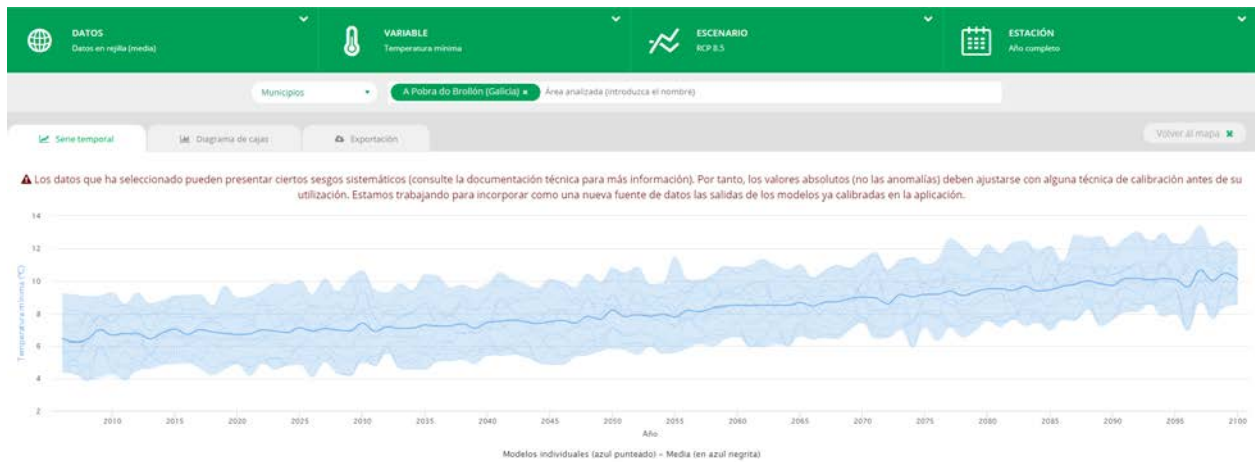 DATOS
Datos en rejilla (media)
VARIABLE
Temperatura mínima
ESCENARIO
RCP 8.5
ESTACIÓN
Año completo
Municipios
A Pobra do Brollón (Galicia) ×
Área analizada (introduzca el nombre)
Serie temporal
Diagrama de cajas
Exportación
Volver al mapa ×
Los datos que ha seleccionado pueden presentar ciertos sesgos sistemáticos (consulte la documentación técnica para más información). Por tanto, los valores absolutos (no las anomalías) deben ajustarse con alguna técnica de calibración antes de su
utilización. Estamos trabajando para incorporar como una nueva fuente de datos las salidas de los modelos ya calibradas en la aplicación.
14
12
10
8
6
4
2
Temperatura mínima (ºC)
2010 2015 2020 2025 2030 2035 2040 2045 2050 2055 2060 2065 2070 2075 2080 2085 2090 2095 2100
Año
Modelos individuales (azul punteado) – Media (en azul negrita)